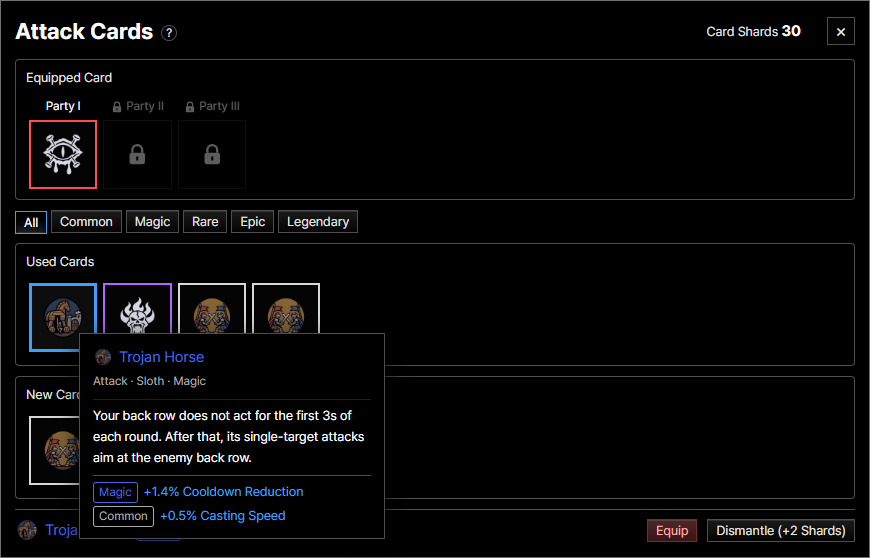 Attack Cards ?
Card Shards 30
×
Equipped Card
Party I
Party II
Party III
All
Common
Magic
Rare
Epic
Legendary
Used Cards
New
Trojan Horse
Attack · Sloth · Magic
Your back row does not act for the first 3s of
each round. After that, its single-target attacks
aim at the enemy back row.
Magic +1.4% Cooldown Reduction
Common +0.5% Casting Speed
Equip
Dismantle (+2 Shards)